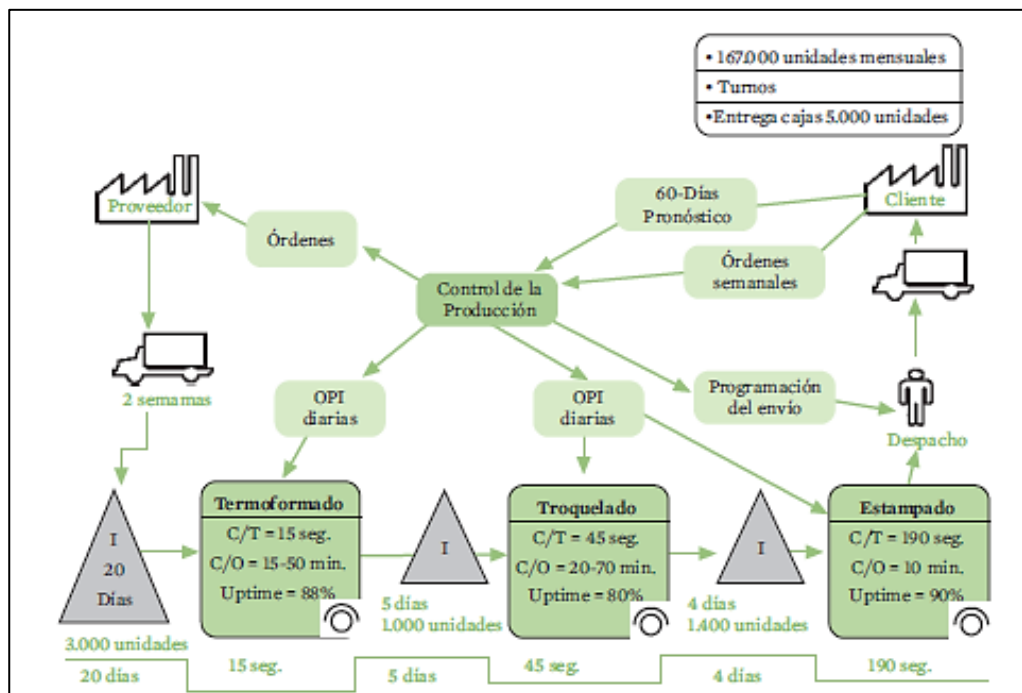 • 167.000 unidades mensuales
• Turnos
•Entrega cajas 5.000 unidades
Proveedor
Órdenes
60-Días
Pronóstico
Cliente
Órdenes
semanales
Control de la
Producción
2 semamas
OPI
diarias
OPI
diarias
Programación
del envío
Despacho
I
20
Días
3.000 unidades
Termoformado
C/T = 15 seg.
C/O = 15-50 min.
Uptime = 88%
I
5 días
1.000 unidades
Troquelado
C/T = 45 seg.
C/O = 20-70 min.
Uptime = 80%
I
4 días
1.400 unidades
Estampado
C/T = 190 seg.
C/O = 10 min.
Uptime = 90%
20 días
15 seg.
5 días
45 seg.
4 días
190 seg.